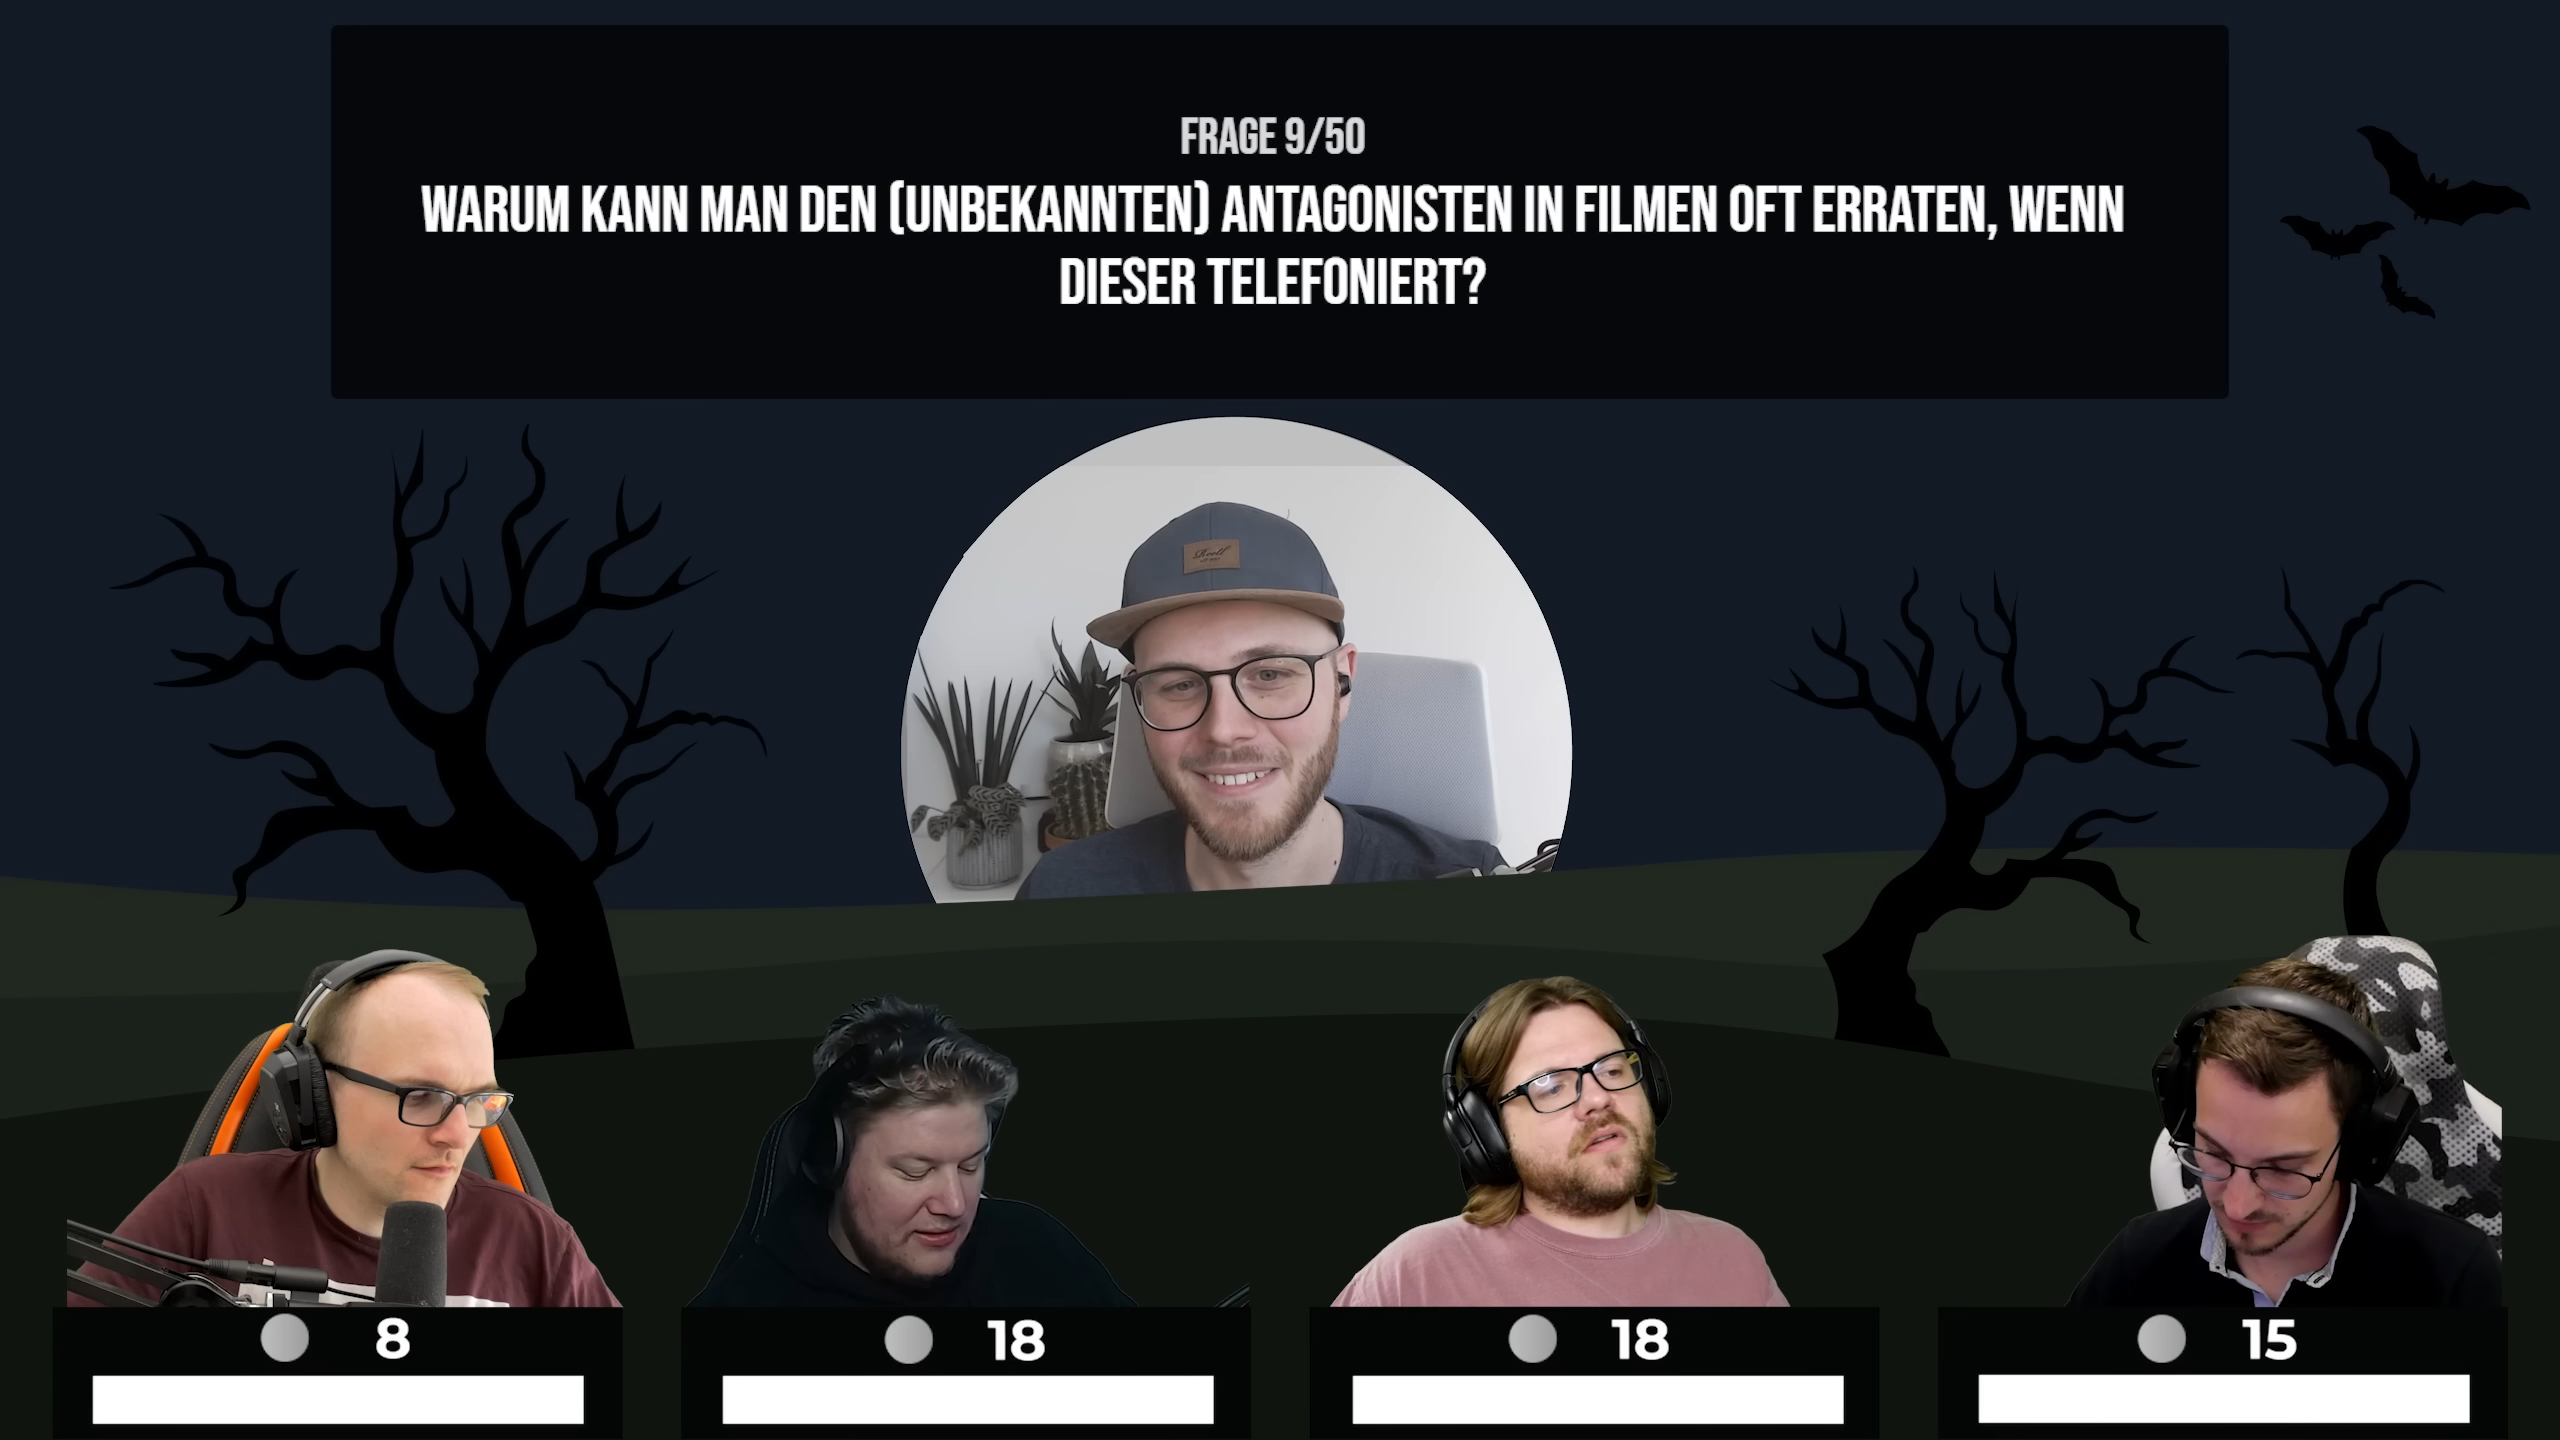 FRAGE 9/50
WARUM KANN MAN DEN (UNBEKANNTEN) ANTAGONISTEN IN FILMEN OFT ERRATEN, WENN
DIESER TELEFONIERT?
Reell
8
18
18
15